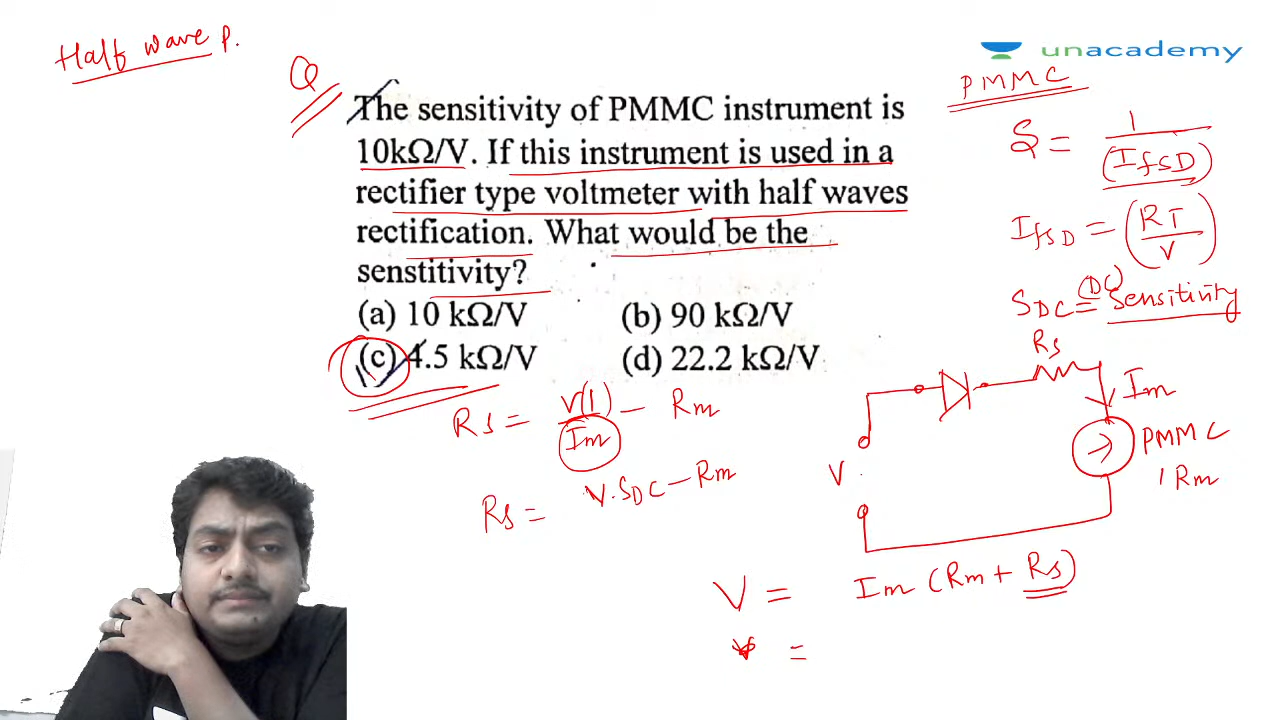 Half wave p.
unacademy
Q
The sensitivity of PMMC instrument is
10kΩ/V. If this instrument is used in a
rectifier type voltmeter with half waves
rectification. What would be the
senstitivity?
(a) 10 kΩ/V (b) 90 kΩ/V
(c) 4.5 kΩ/V (d) 22.2 kΩ/V
PMMC
S = 1/(IfSD)
IfSD = (RT/V)
SDC = (DC) Sensitivity
Rs
Im
PMMC
1Rm
V
Rs = V(1)/Im - Rm
Rs = V.SDC - Rm
V = Im (Rm + Rs)
=